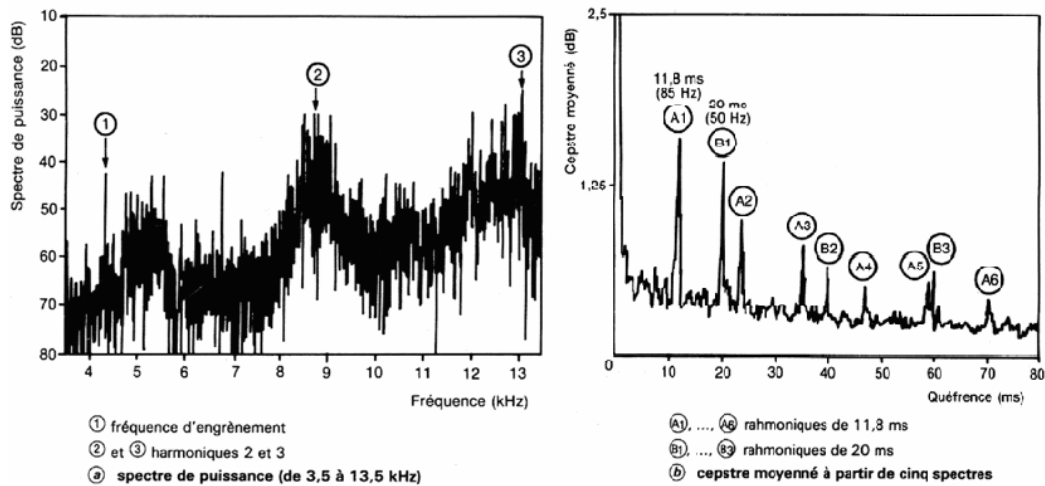 Spectre de puissance (dB)
10
20
30
40
50
60
70
80
①
②
③
4
5
6
7
8
9
10
11
12
13
Fréquence (kHz)
① fréquence d'engrènement
② et ③ harmoniques 2 et 3
ⓐ spectre de puissance (de 3,5 à 13,5 kHz)
Cepstre moyenné (dB)
2,5
1,25
0
11,8 ms
(85 Hz)
20 ms
(50 Hz)
A1
B1
A2
A3
B2
A4
A5
B3
A6
0
10
20
30
40
50
60
70
80
Quéfrence (ms)
A1, ..., A6 rahmoniques de 11,8 ms
B1, ..., B3 rahmoniques de 20 ms
ⓑ cepstre moyenné à partir de cinq spectres